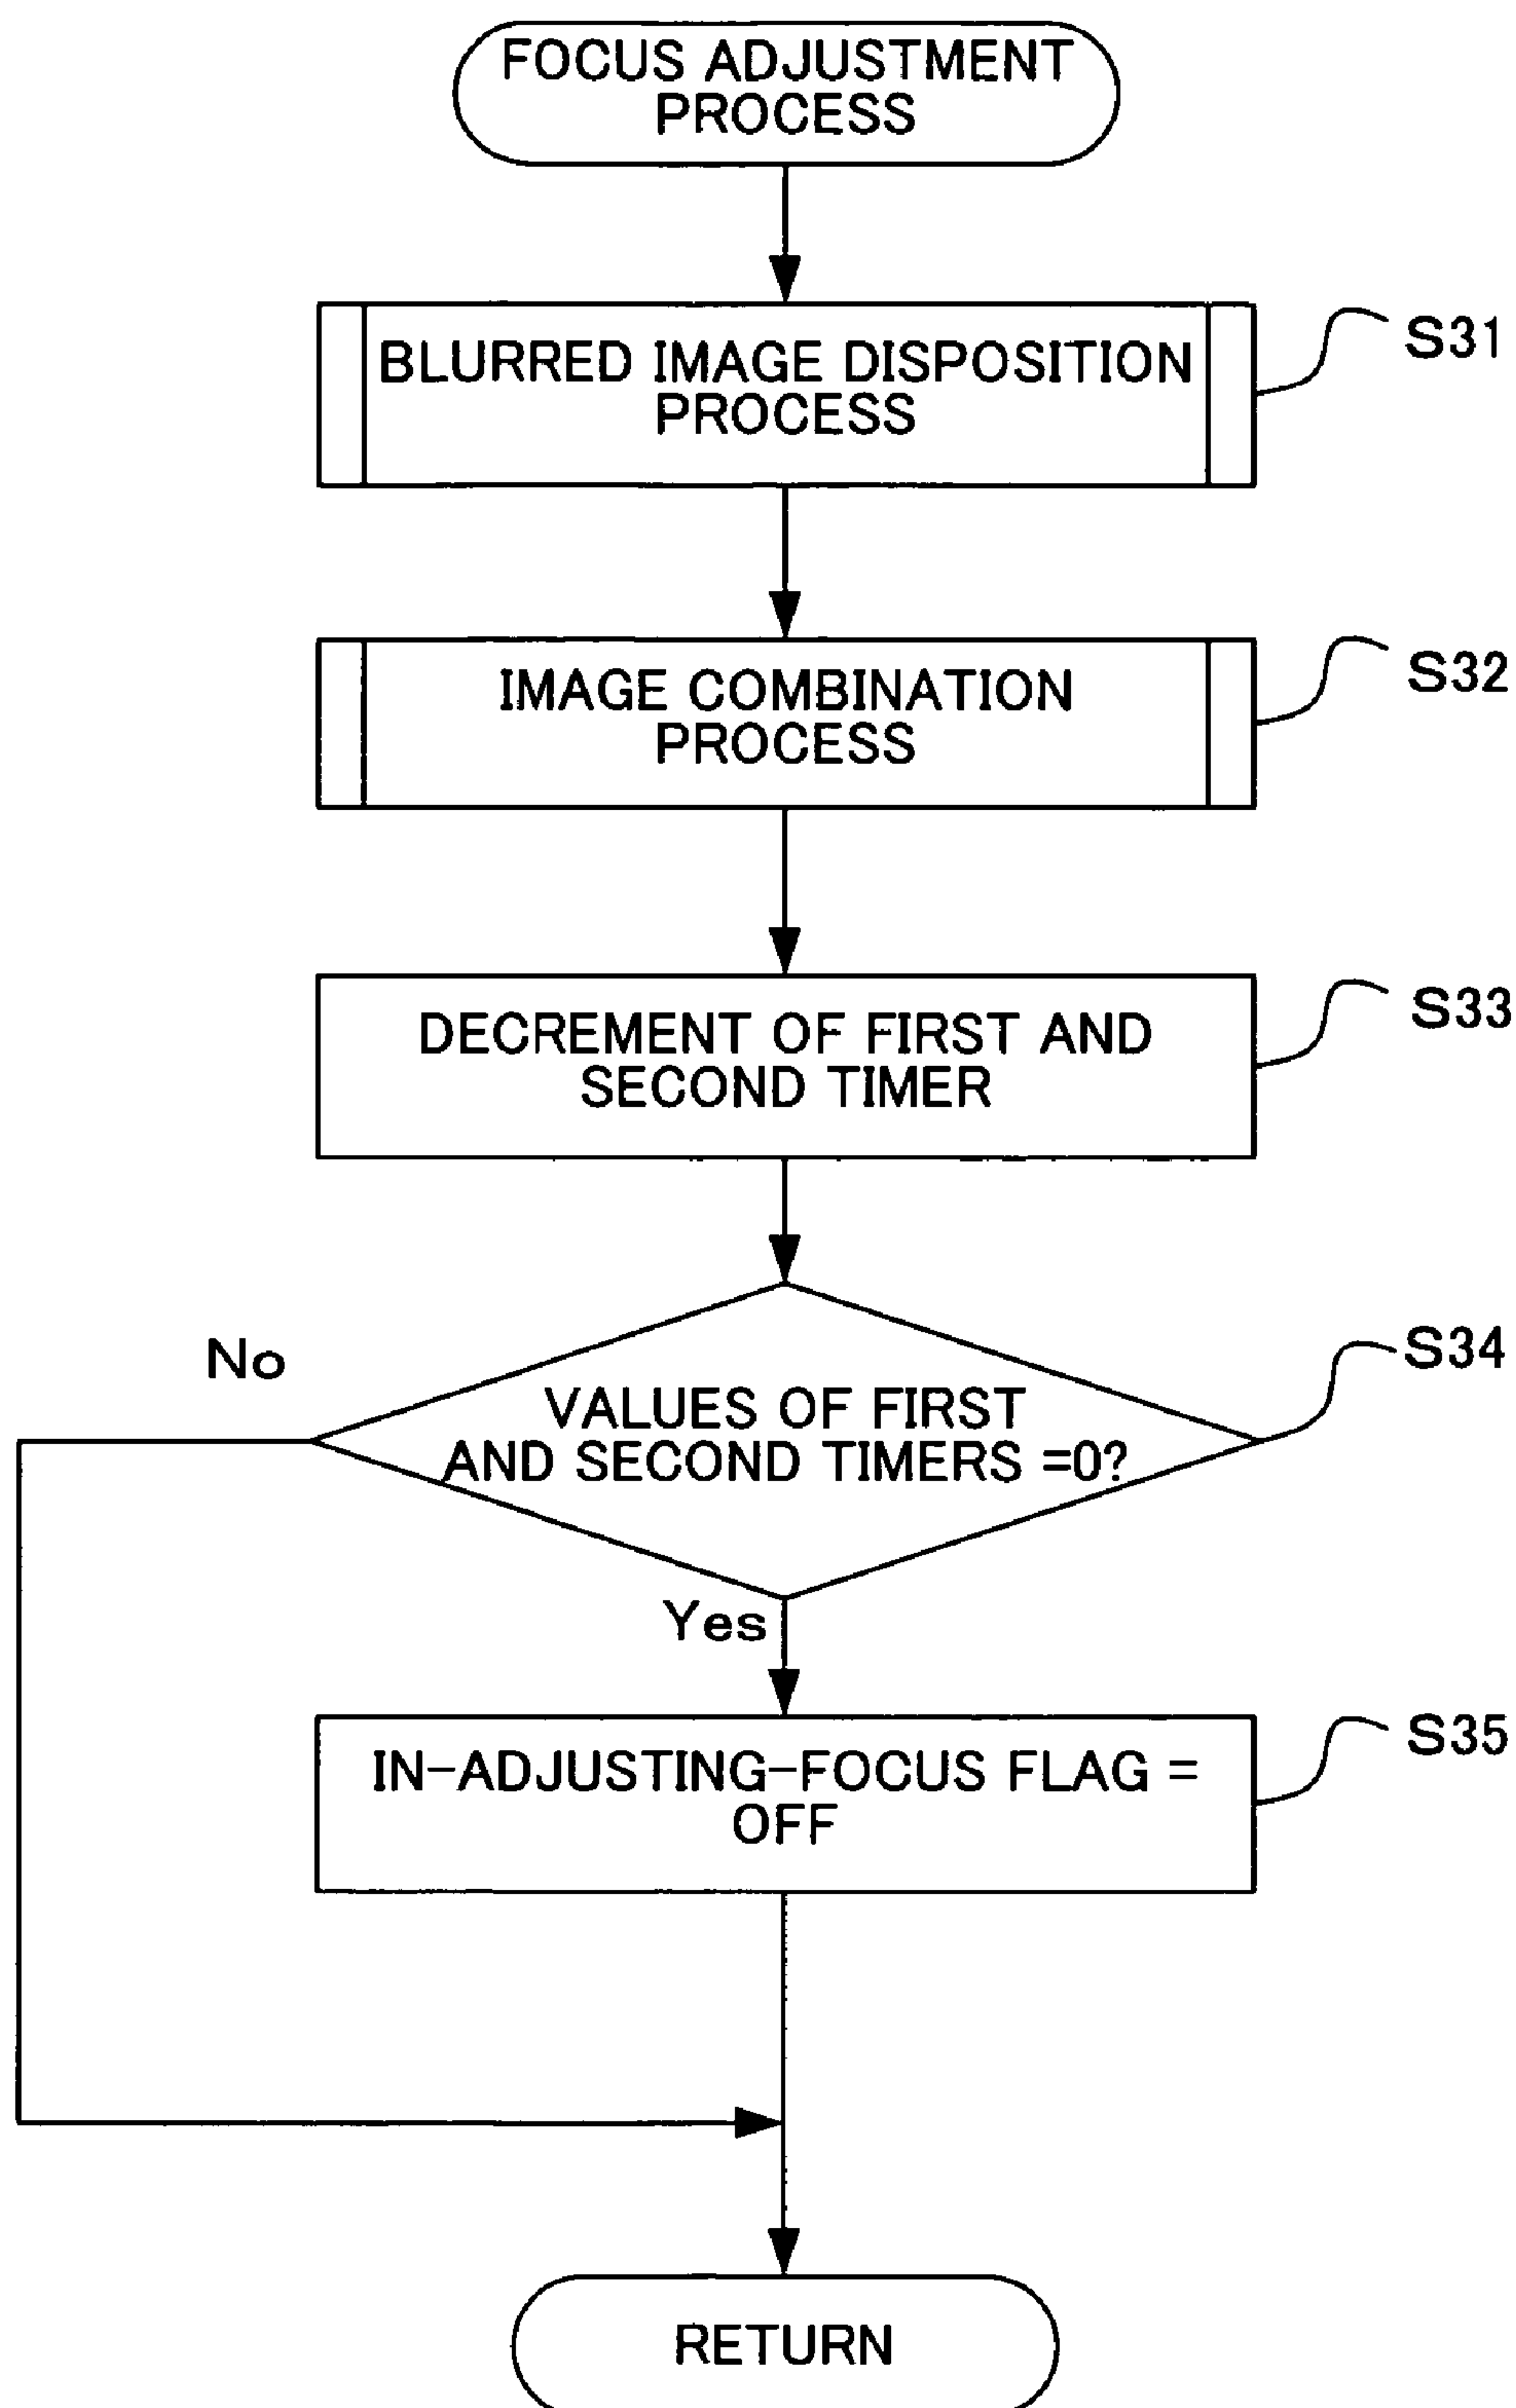 FOCUS ADJUSTMENT
PROCESS
BLURRED IMAGE DISPOSITION
PROCESS
S31
IMAGE COMBINATION
PROCESS
S32
DECREMENT OF FIRST AND
SECOND TIMER
S33
No
VALUES OF FIRST
AND SECOND TIMERS =0?
S34
Yes
IN-ADJUSTING-FOCUS FLAG =
OFF
S35
RETURN